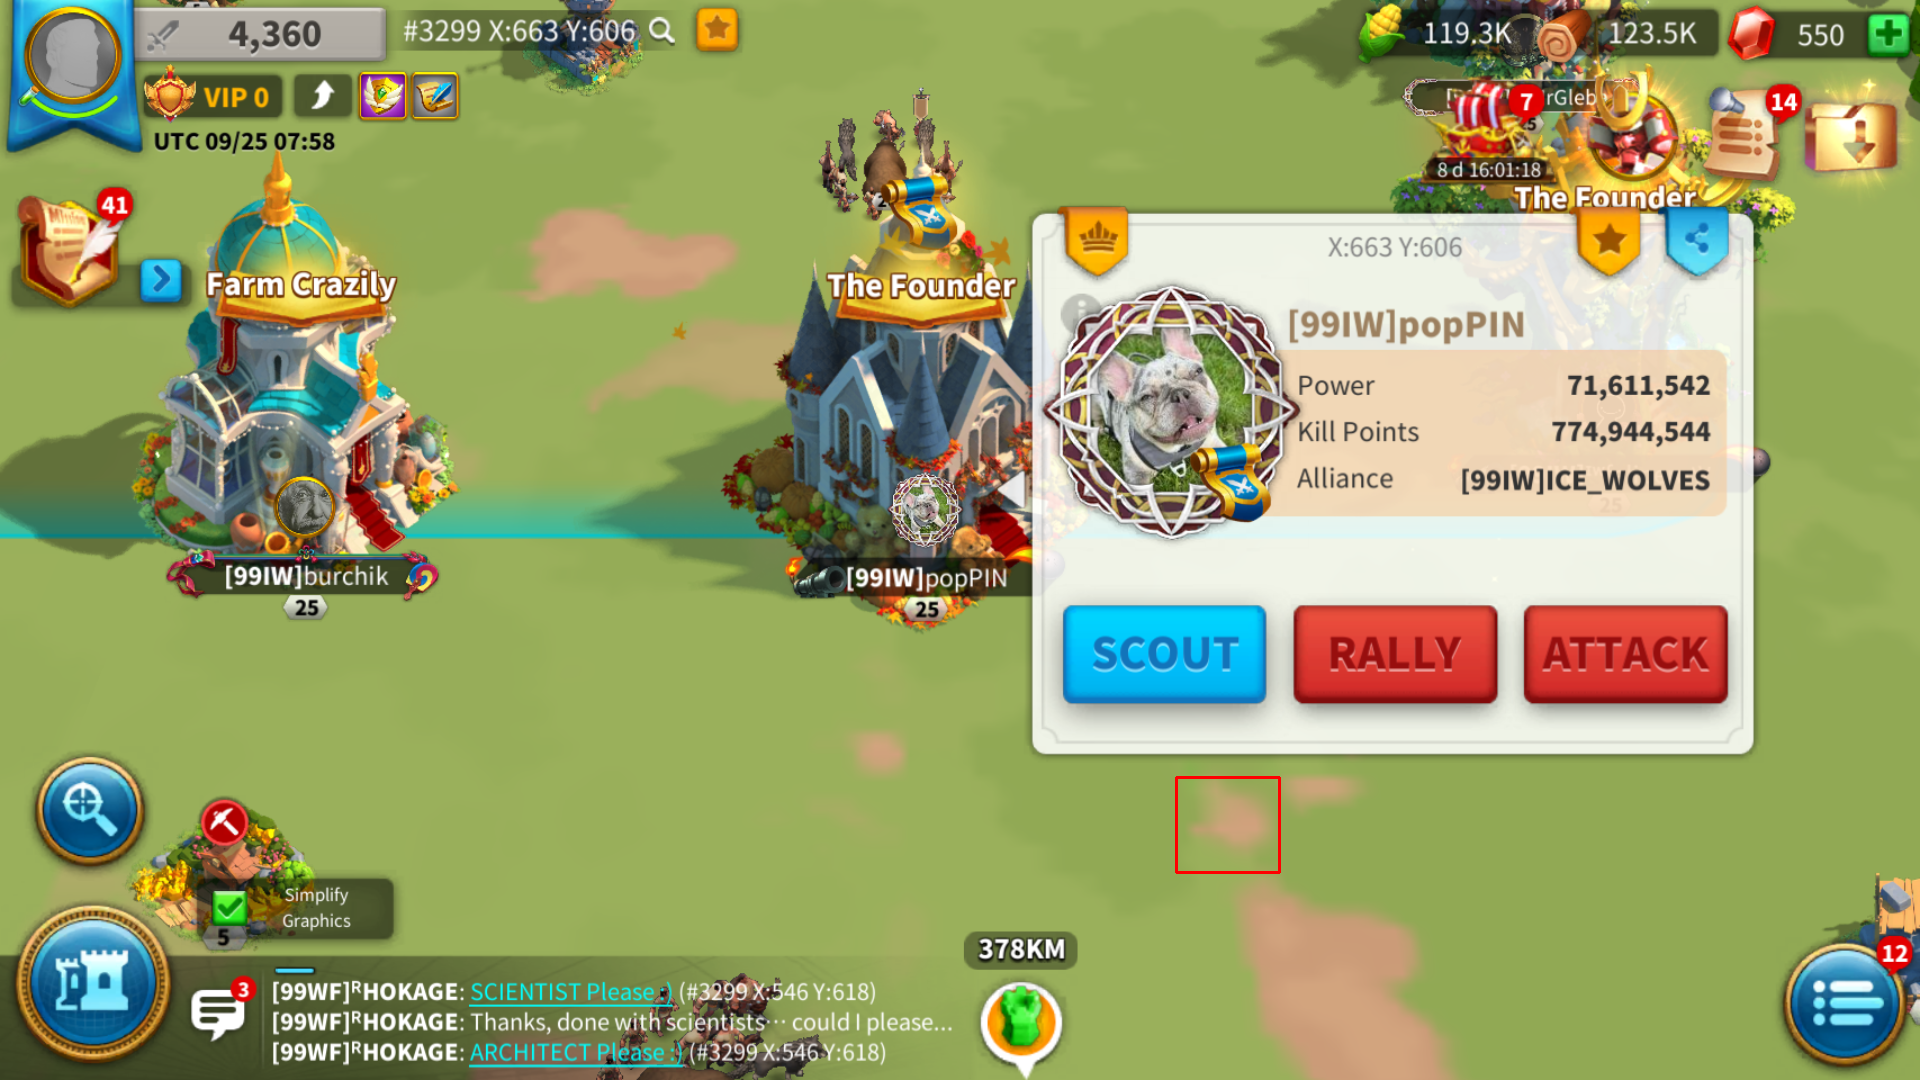 4,360
#3299 X:663 Y:606
119.3K
123.5K
550
VIP 0
UTC 09/25 07:58
7
14
8 d 16:01:18
The Founder
41
Mission
Farm Crazily
The Founder
X:663 Y:606
[99IW]popPIN
Power 71,611,542
Kill Points 774,944,544
Alliance [99IW]ICE_WOLVES
25
[99IW]burchik
25
[99IW]popPIN
25
SCOUT
RALLY
ATTACK
Simplify
Graphics
5
378KM
12
3
[99WF]ᴿHOKAGE: SCIENTIST Please :) (#3299 X:546 Y:618)
[99WF]ᴿHOKAGE: Thanks, done with scientists··· could I please...
[99WF]ᴿHOKAGE: ARCHITECT Please :) (#3299 X:546 Y:618)